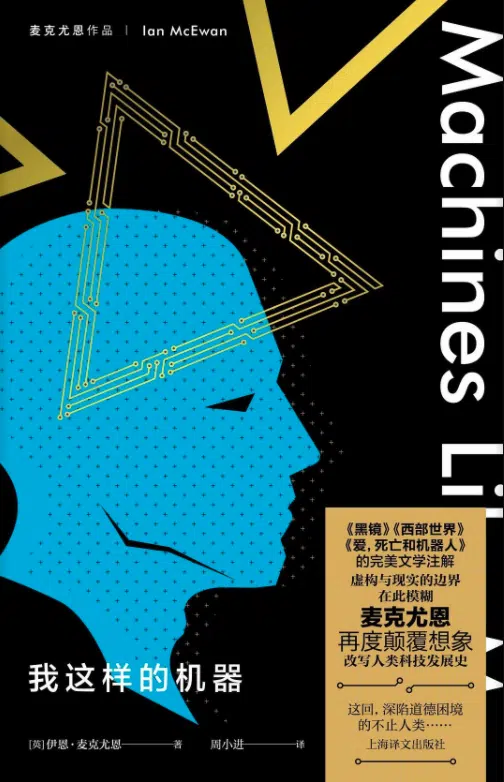 麦克尤恩作品 | Ian McEwan
Machines Li
M
我这样的机器
[英]伊恩·麦克尤恩——著 周小进——译
《黑镜》《西部世界》
《爱,死亡和机器人》
的完美文学注解
虚构与现实的边界
在此模糊
麦克尤恩
再度颠覆想象
改写人类科技发展史
这回,深陷道德困境
的不止人类……
上海译文出版社